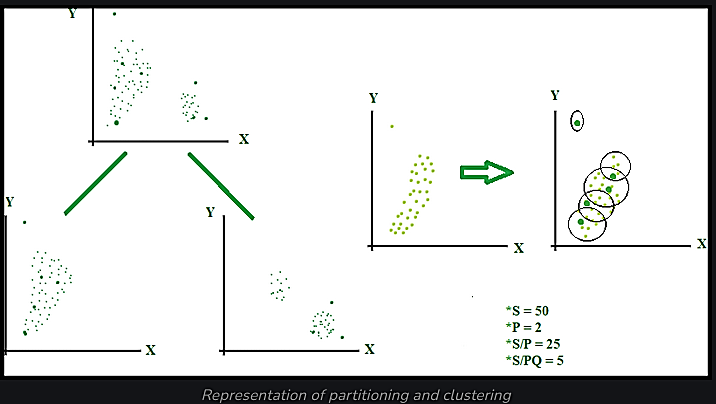 Y
X
Y
X
Y
X
Y
X
Y
X
*S = 50
*P = 2
*S/P = 25
*S/PQ = 5
Representation of partitioning and clustering